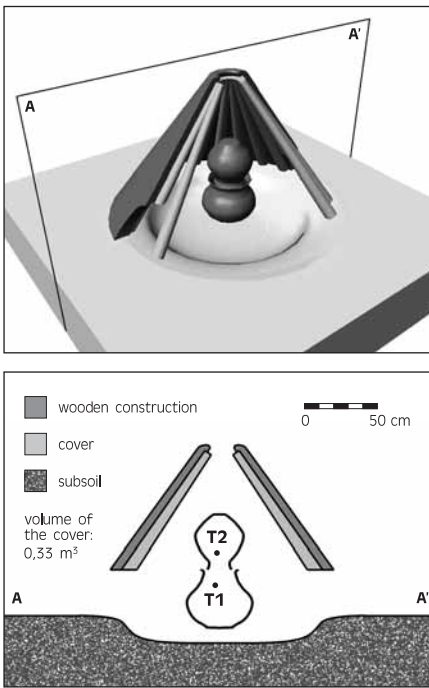 A
A'
wooden construction
cover
subsoil
volume of
the cover:
0,33 m³
0
50 cm
T2
T1
A
A'